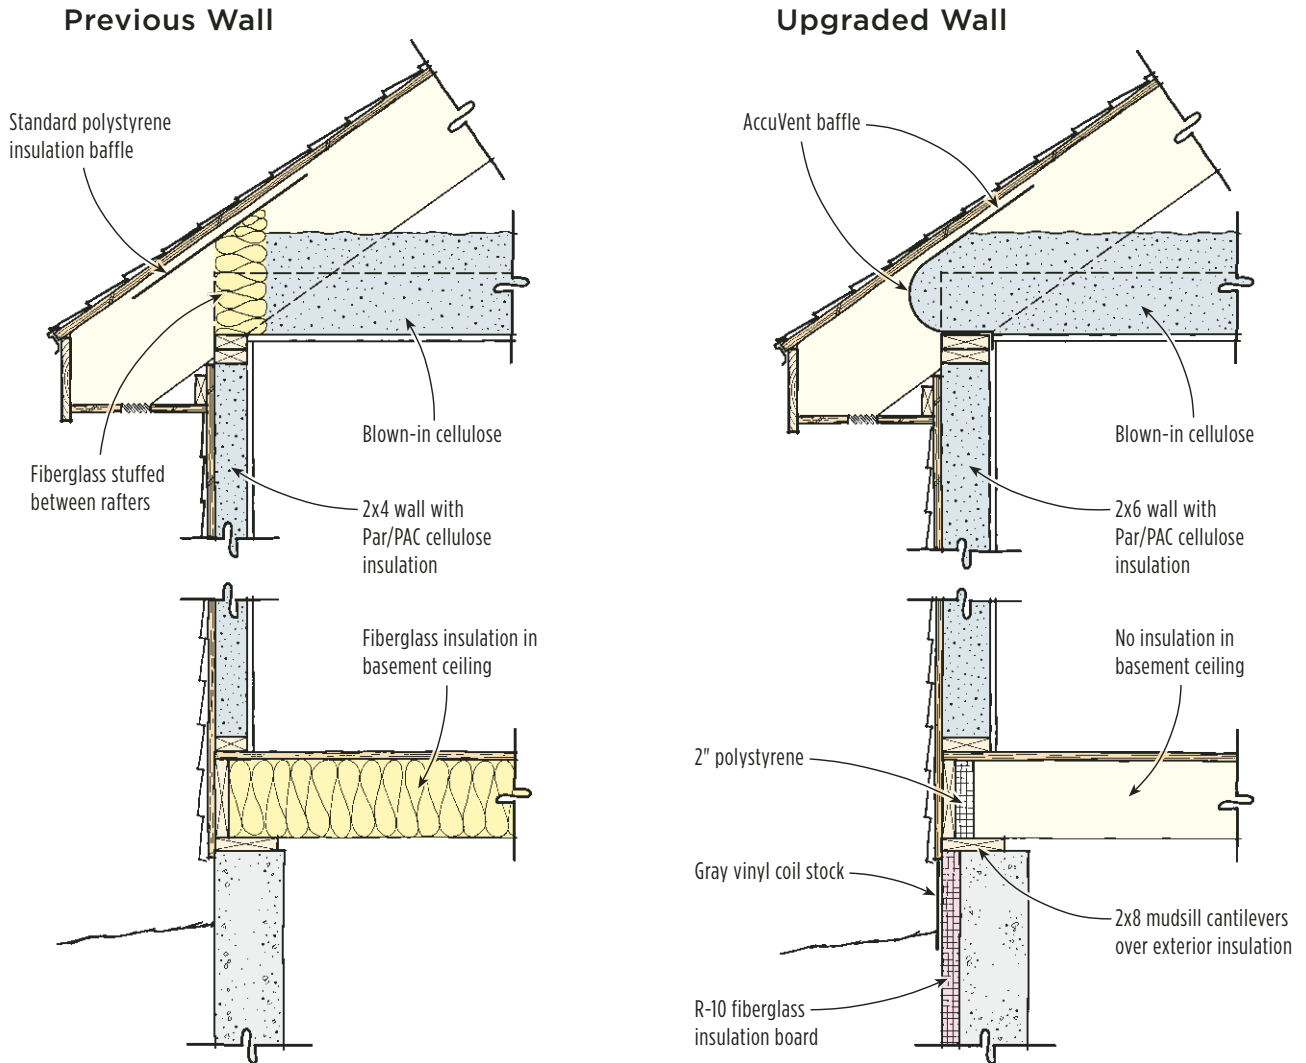 Previous Wall
Standard polystyrene
insulation baffle
Blown-in cellulose
Fiberglass stuffed
between rafters
2x4 wall with
Par/PAC cellulose
insulation
Fiberglass insulation in
basement ceiling
Upgraded Wall
AccuVent baffle
Blown-in cellulose
2x6 wall with
Par/PAC cellulose
insulation
No insulation in
basement ceiling
2" polystyrene
Gray vinyl coil stock
2x8 mudsill cantilevers
over exterior insulation
R-10 fiberglass
insulation board